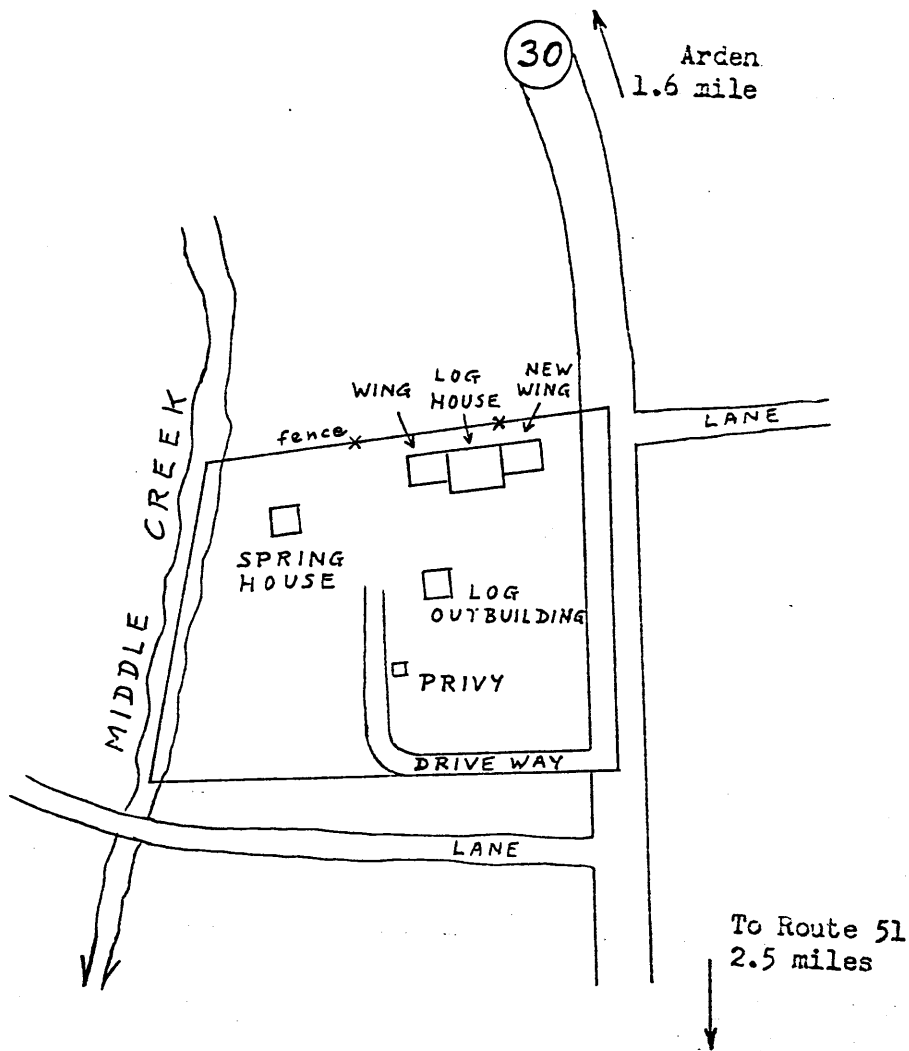 30
Arden
1.6 mile
WING
LOG
HOUSE
NEW
WING
LANE
fence
MIDDLE CREEK
SPRING
HOUSE
LOG
OUTBUILDING
PRIVY
DRIVE WAY
LANE
To Route 51
2.5 miles